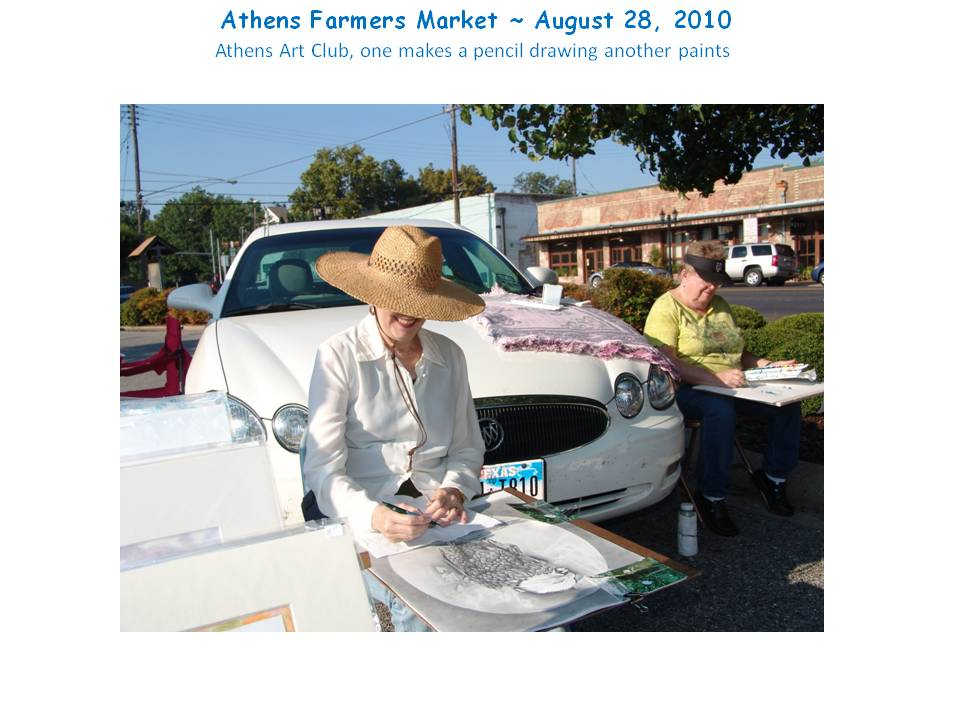 Athens Farmers Market ~ August 28, 2010
Athens Art Club, one makes a pencil drawing another paints
TEXAS